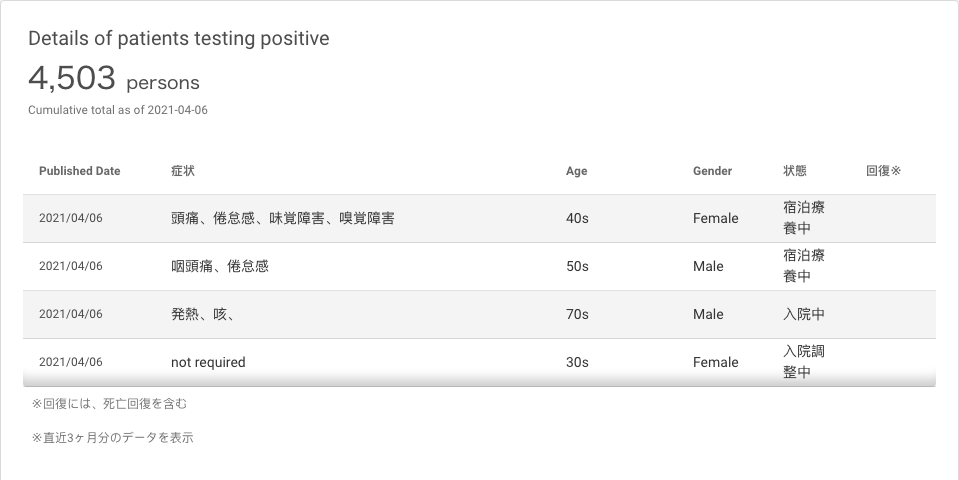 Details of patients testing positive
4,503 persons
Cumulative total as of 2021-04-06
Published Date 症状 Age Gender 状態 回復※
2021/04/06 頭痛、倦怠感、味覚障害、嗅覚障害 40s Female 宿泊療
養中
2021/04/06 咽頭痛、倦怠感 50s Male 宿泊療
養中
2021/04/06 発熱、咳、 70s Male 入院中
2021/04/06 not required 30s Female 入院調
整中
※回復には、死亡回復を含む
※直近3ヶ月分のデータを表示